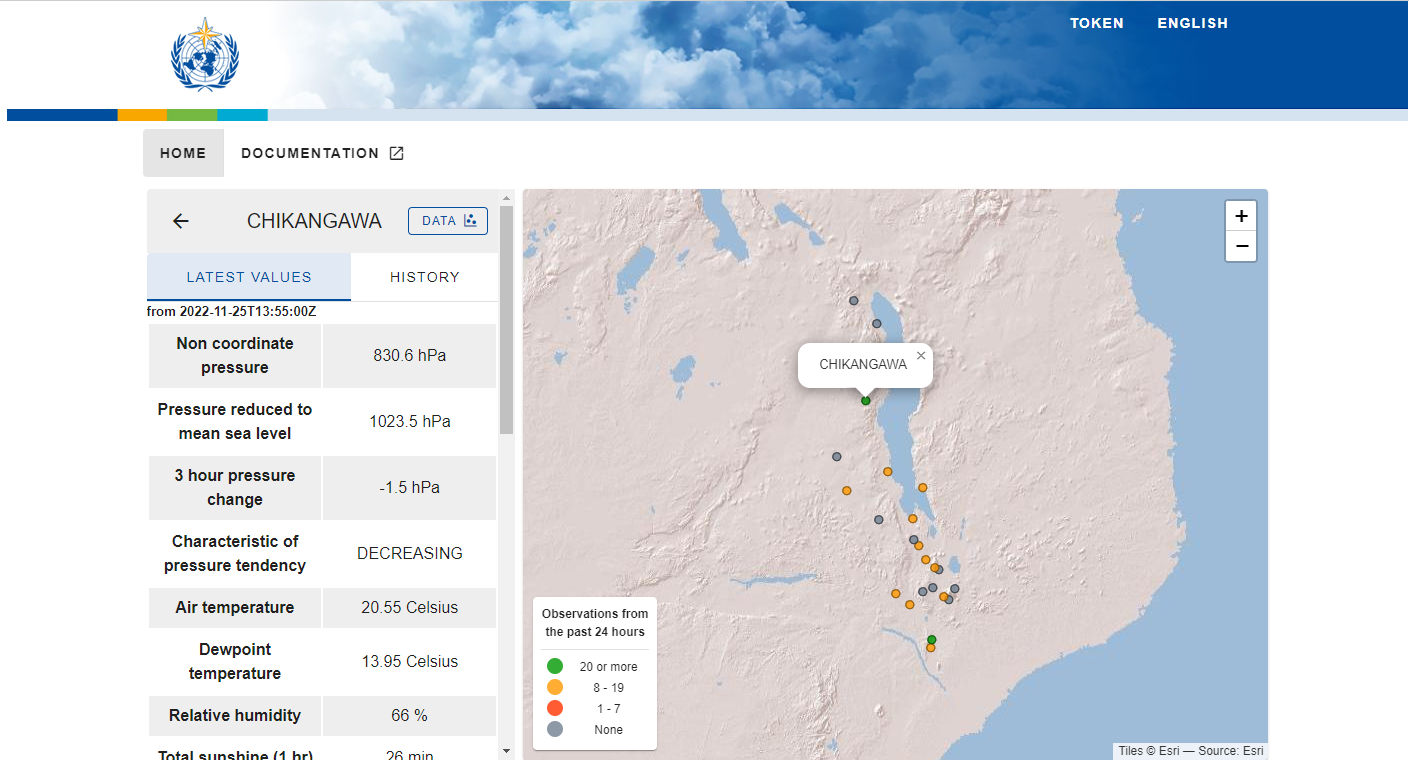 TOKEN ENGLISH
HOME DOCUMENTATION
CHIKANGAWA DATA
LATEST VALUES HISTORY
from 2022-11-25T13:55:00Z
Non coordinate
pressure
830.6 hPa
Pressure reduced to
mean sea level
1023.5 hPa
3 hour pressure
change
-1.5 hPa
Characteristic of
pressure tendency
DECREASING
Air temperature 20.55 Celsius
Dewpoint
temperature
13.95 Celsius
Relative humidity 66 %
Total sunshine (1 hr) 26 min
CHIKANGAWA ×
+
−
Observations from
the past 24 hours
20 or more
8 - 19
1 - 7
None
Tiles © Esri — Source: Esri